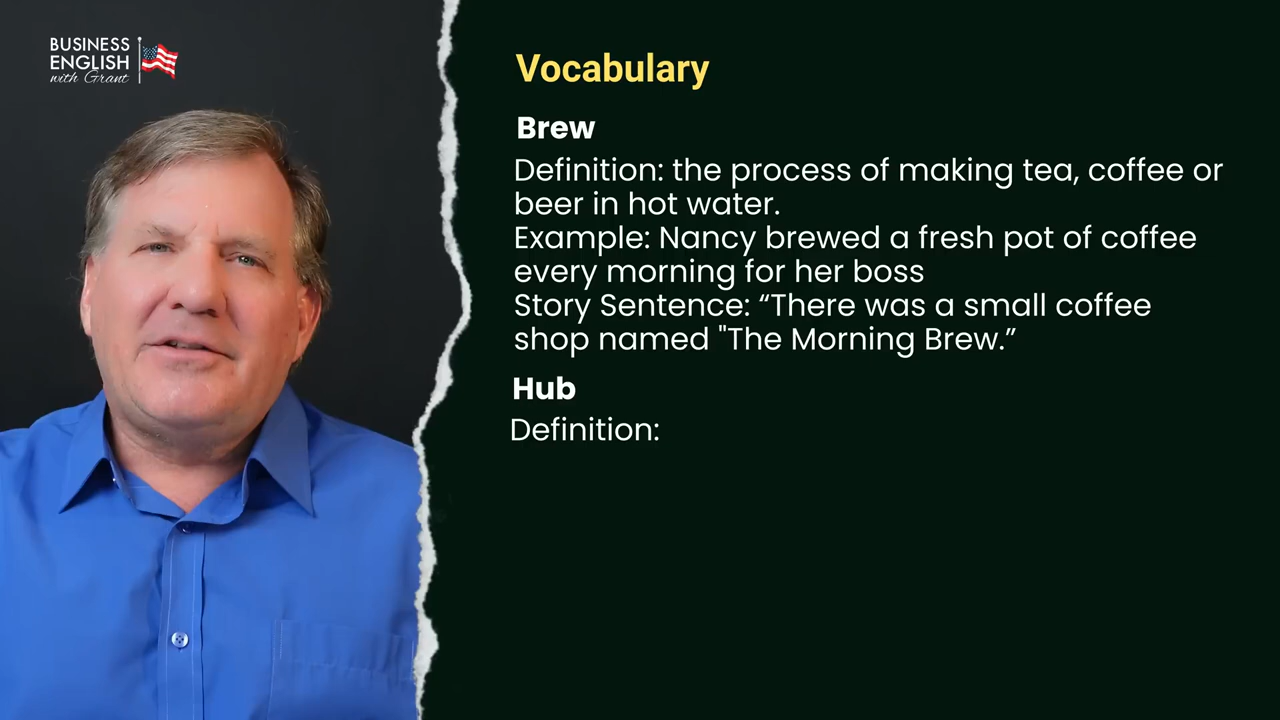 BUSINESS
ENGLISH
with Grant
Vocabulary
Brew
Definition: the process of making tea, coffee or
beer in hot water.
Example: Nancy brewed a fresh pot of coffee
every morning for her boss
Story Sentence: “There was a small coffee
shop named "The Morning Brew.”
Hub
Definition: